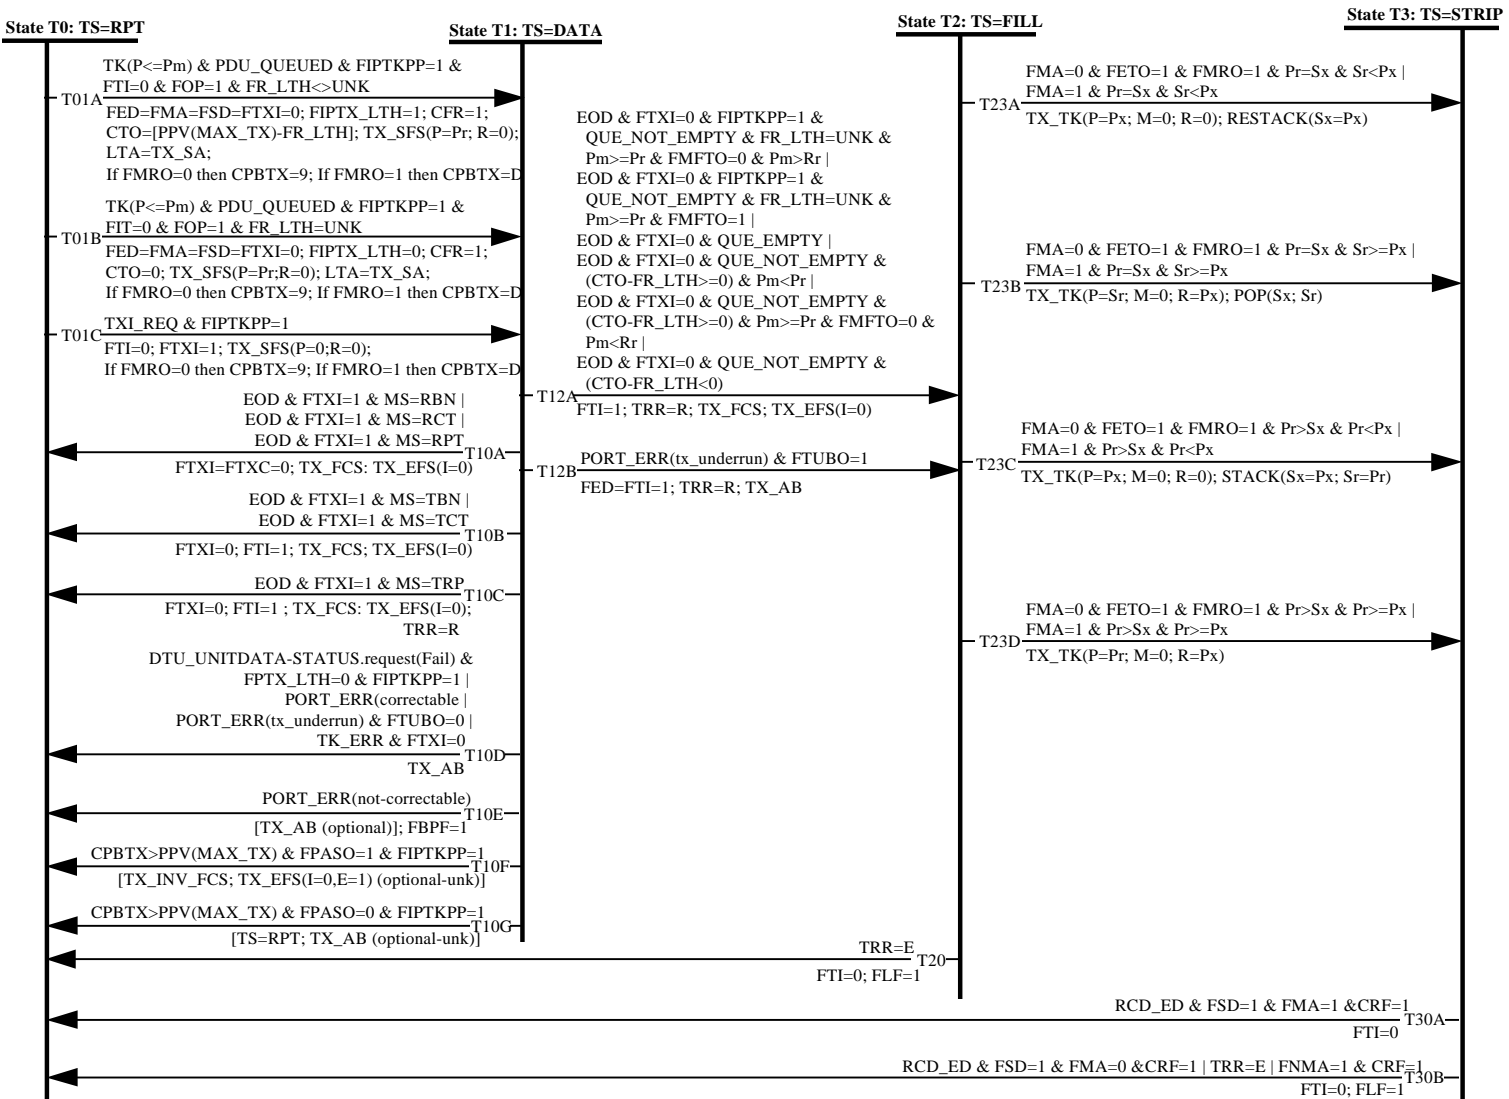 State T0: TS=RPT
State T1: TS=DATA
State T2: TS=FILL
State T3: TS=STRIP
TK(P<=Pm) & PDU_QUEUED & FIPTKPP=1 &
FTI=0 & FOP=1 & FR_LTH<>UNK
T01A
FED=FMA=FSD=FTXI=0; FIPTX_LTH=1; CFR=1;
CTO=[PPV(MAX_TX)-FR_LTH]; TX_SFS(P=Pr; R=0);
LTA=TX_SA;
If FMRO=0 then CPBTX=9; If FMRO=1 then CPBTX=D
TK(P<=Pm) & PDU_QUEUED & FIPTKPP=1 &
FIT=0 & FOP=1 & FR_LTH=UNK
T01B
FED=FMA=FSD=FTXI=0; FIPTX_LTH=0; CFR=1;
CTO=0; TX_SFS(P=Pr;R=0); LTA=TX_SA;
If FMRO=0 then CPBTX=9; If FMRO=1 then CPBTX=D
TXI_REQ & FIPTKPP=1
T01C
FTI=0; FTXI=1; TX_SFS(P=0;R=0);
If FMRO=0 then CPBTX=9; If FMRO=1 then CPBTX=D
EOD & FTXI=1 & MS=RBN |
EOD & FTXI=1 & MS=RCT |
EOD & FTXI=1 & MS=RPT
T10A
FTXI=FTXC=0; TX_FCS: TX_EFS(I=0)
EOD & FTXI=1 & MS=TBN |
EOD & FTXI=1 & MS=TCT
T10B
FTXI=0; FTI=1; TX_FCS; TX_EFS(I=0)
EOD & FTXI=1 & MS=TRP
T10C
FTXI=0; FTI=1 ; TX_FCS: TX_EFS(I=0);
TRR=R
DTU_UNITDATA-STATUS.request(Fail) &
FPTX_LTH=0 & FIPTKPP=1 |
PORT_ERR(correctable |
PORT_ERR(tx_underrun) & FTUBO=0 |
TK_ERR & FTXI=0
T10D
TX_AB
PORT_ERR(not-correctable)
T10E
[TX_AB (optional)]; FBPF=1
CPBTX>PPV(MAX_TX) & FPASO=1 & FIPTKPP=1
T10F
[TX_INV_FCS; TX_EFS(I=0,E=1) (optional-unk)]
CPBTX>PPV(MAX_TX) & FPASO=0 & FIPTKPP=1
T10G
[TS=RPT; TX_AB (optional-unk)]
EOD & FTXI=0 & FIPTKPP=1 &
QUE_NOT_EMPTY & FR_LTH=UNK &
Pm>=Pr & FMFTO=0 & Pm>Rr |
EOD & FTXI=0 & FIPTKPP=1 &
QUE_NOT_EMPTY & FR_LTH=UNK &
Pm>=Pr & FMFTO=1 |
EOD & FTXI=0 & QUE_EMPTY |
EOD & FTXI=0 & QUE_NOT_EMPTY &
(CTO-FR_LTH>=0) & Pm<Pr |
EOD & FTXI=0 & QUE_NOT_EMPTY &
(CTO-FR_LTH>=0) & Pm>=Pr & FMFTO=0 &
Pm<Rr |
EOD & FTXI=0 & QUE_NOT_EMPTY &
(CTO-FR_LTH<0)
T12A
FTI=1; TRR=R; TX_FCS; TX_EFS(I=0)
PORT_ERR(tx_underrun) & FTUBO=1
T12B
FED=FTI=1; TRR=R; TX_AB
FMA=0 & FETO=1 & FMRO=1 & Pr=Sx & Sr<Px |
FMA=1 & Pr=Sx & Sr<Px
T23A
TX_TK(P=Px; M=0; R=0); RESTACK(Sx=Px)
FMA=0 & FETO=1 & FMRO=1 & Pr=Sx & Sr>=Px |
FMA=1 & Pr=Sx & Sr>=Px
T23B
TX_TK(P=Sr; M=0; R=Px); POP(Sx; Sr)
FMA=0 & FETO=1 & FMRO=1 & Pr>Sx & Pr<Px |
FMA=1 & Pr>Sx & Pr<Px
T23C
TX_TK(P=Px; M=0; R=0); STACK(Sx=Px; Sr=Pr)
FMA=0 & FETO=1 & FMRO=1 & Pr>Sx & Pr>=Px |
FMA=1 & Pr>Sx & Pr>=Px
T23D
TX_TK(P=Pr; M=0; R=Px)
TRR=E
T20
FTI=0; FLF=1
RCD_ED & FSD=1 & FMA=1 &CRF=1
T30A
FTI=0
RCD_ED & FSD=1 & FMA=0 &CRF=1 | TRR=E | FNMA=1 & CRF=1
T30B
FTI=0; FLF=1